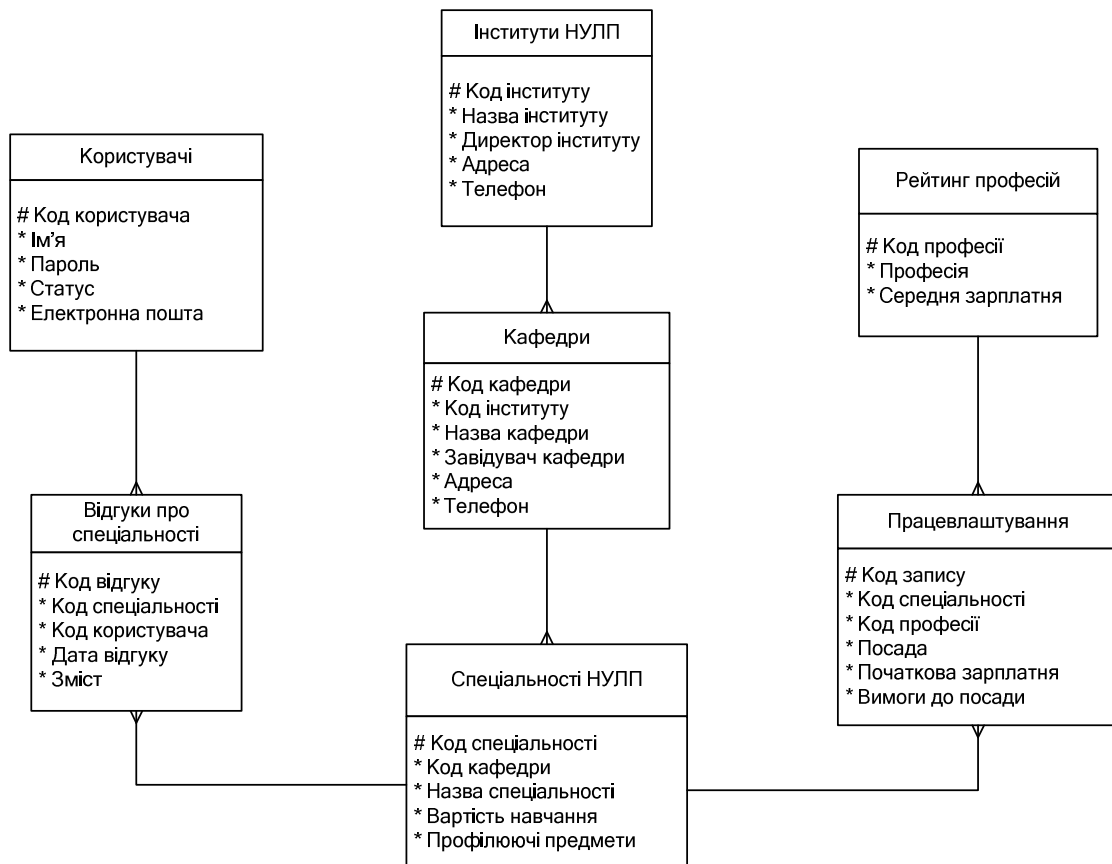 Інститути НУЛП
# Код інституту
* Назва інституту
* Директор інституту
* Адреса
* Телефон
Користувачі
# Код користувача
* Ім'я
* Пароль
* Статус
* Електронна пошта
Рейтинг професій
# Код професії
* Професія
* Середня зарплатня
Кафедри
# Код кафедри
* Код інституту
* Назва кафедри
* Завідувач кафедри
* Адреса
* Телефон
Відгуки про
спеціальності
# Код відгуку
* Код спеціальності
* Код користувача
* Дата відгуку
* Зміст
Працевлаштування
# Код запису
* Код спеціальності
* Код професії
* Посада
* Початкова зарплатня
* Вимоги до посади
Спеціальності НУЛП
# Код спеціальності
* Код кафедри
* Назва спеціальності
* Вартість навчання
* Профілюючі предмети